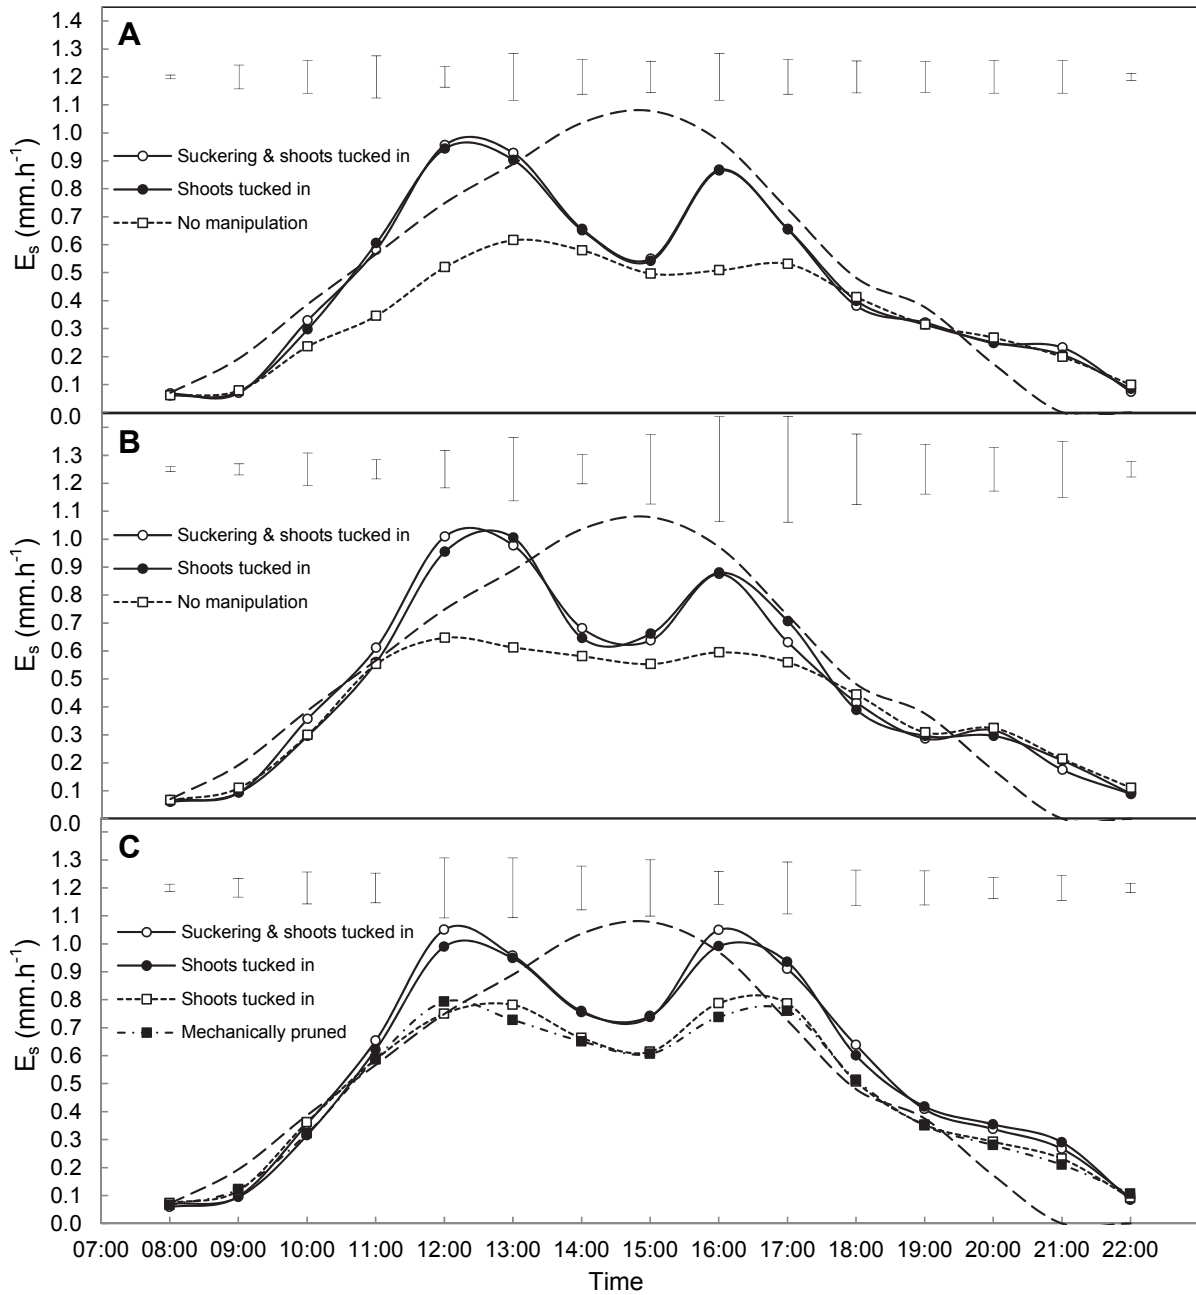 A
1.4
1.3
1.2
1.1
1.0
0.9
0.8
0.7
0.6
0.5
0.4
0.3
0.2
0.1
0.0
E_s (mm.h⁻¹)
Suckering & shoots tucked in
Shoots tucked in
No manipulation
B
1.3
1.2
1.1
1.0
0.9
0.8
0.7
0.6
0.5
0.4
0.3
0.2
0.1
0.0
E_s (mm.h⁻¹)
Suckering & shoots tucked in
Shoots tucked in
No manipulation
C
1.3
1.2
1.1
1.0
0.9
0.8
0.7
0.6
0.5
0.4
0.3
0.2
0.1
0.0
E_s (mm.h⁻¹)
Suckering & shoots tucked in
Shoots tucked in
Shoots tucked in
Mechanically pruned
07:00 08:00 09:00 10:00 11:00 12:00 13:00 14:00 15:00 16:00 17:00 18:00 19:00 20:00 21:00 22:00
Time